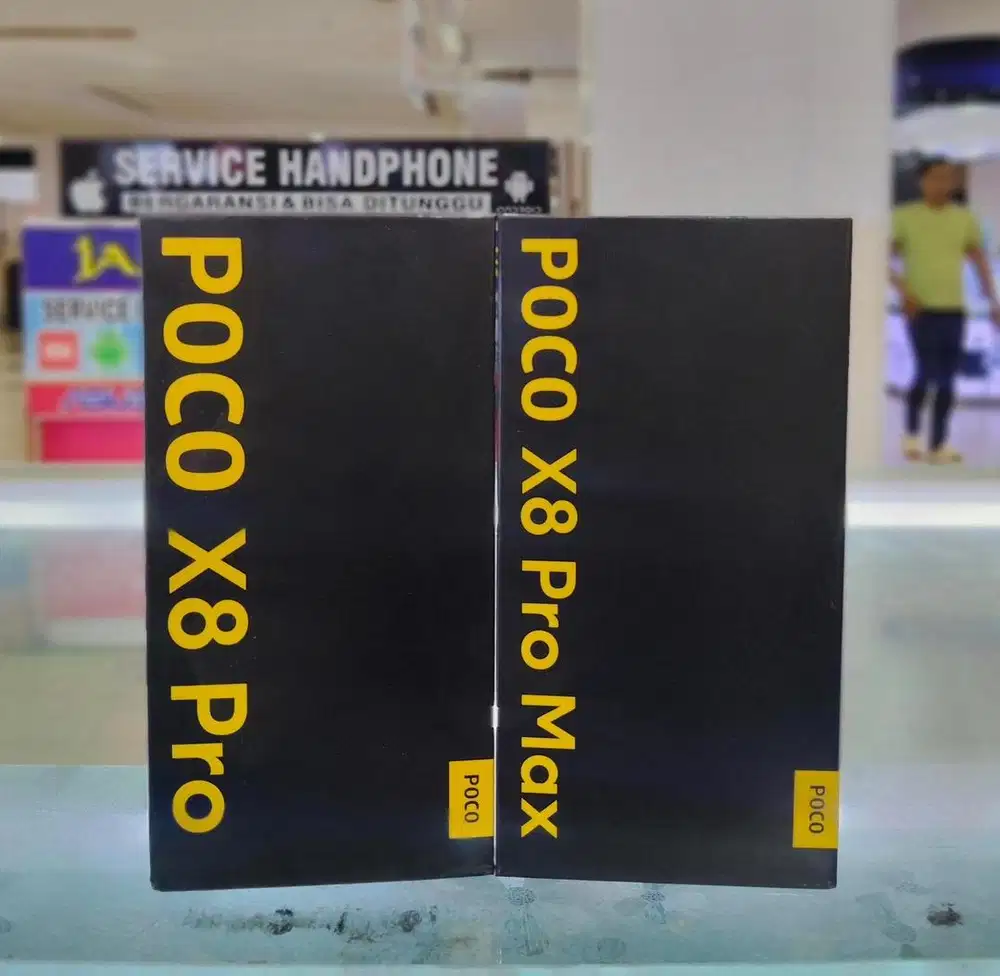 SERVICE HANDPHONE
BERGARANSI & BISA DITUNGGU
SERVICE
POCO X8 Pro
POCO
POCO X8 Pro Max
POCO